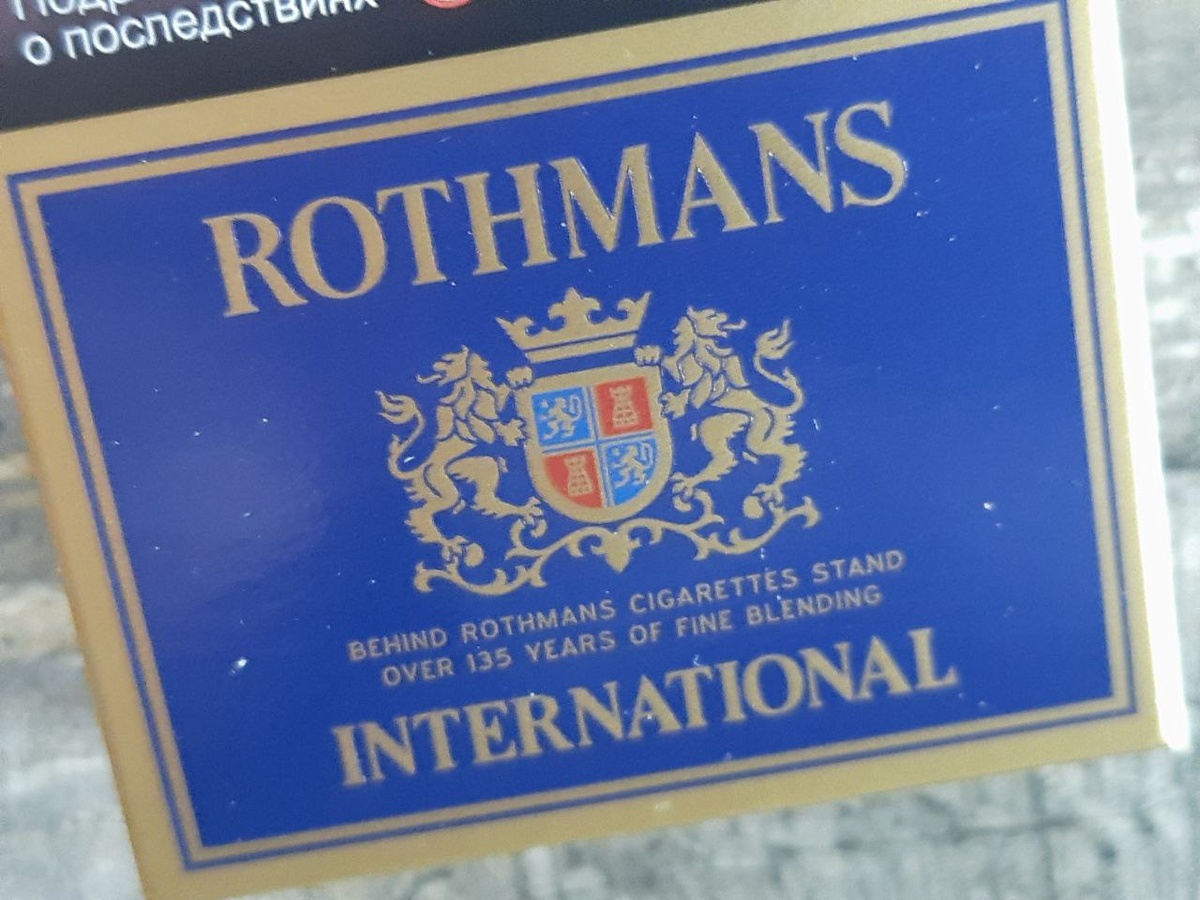 о последствиях
ROTHMANS
BEHIND ROTHMANS CIGARETTES STAND
OVER 135 YEARS OF FINE BLENDING
INTERNATIONAL